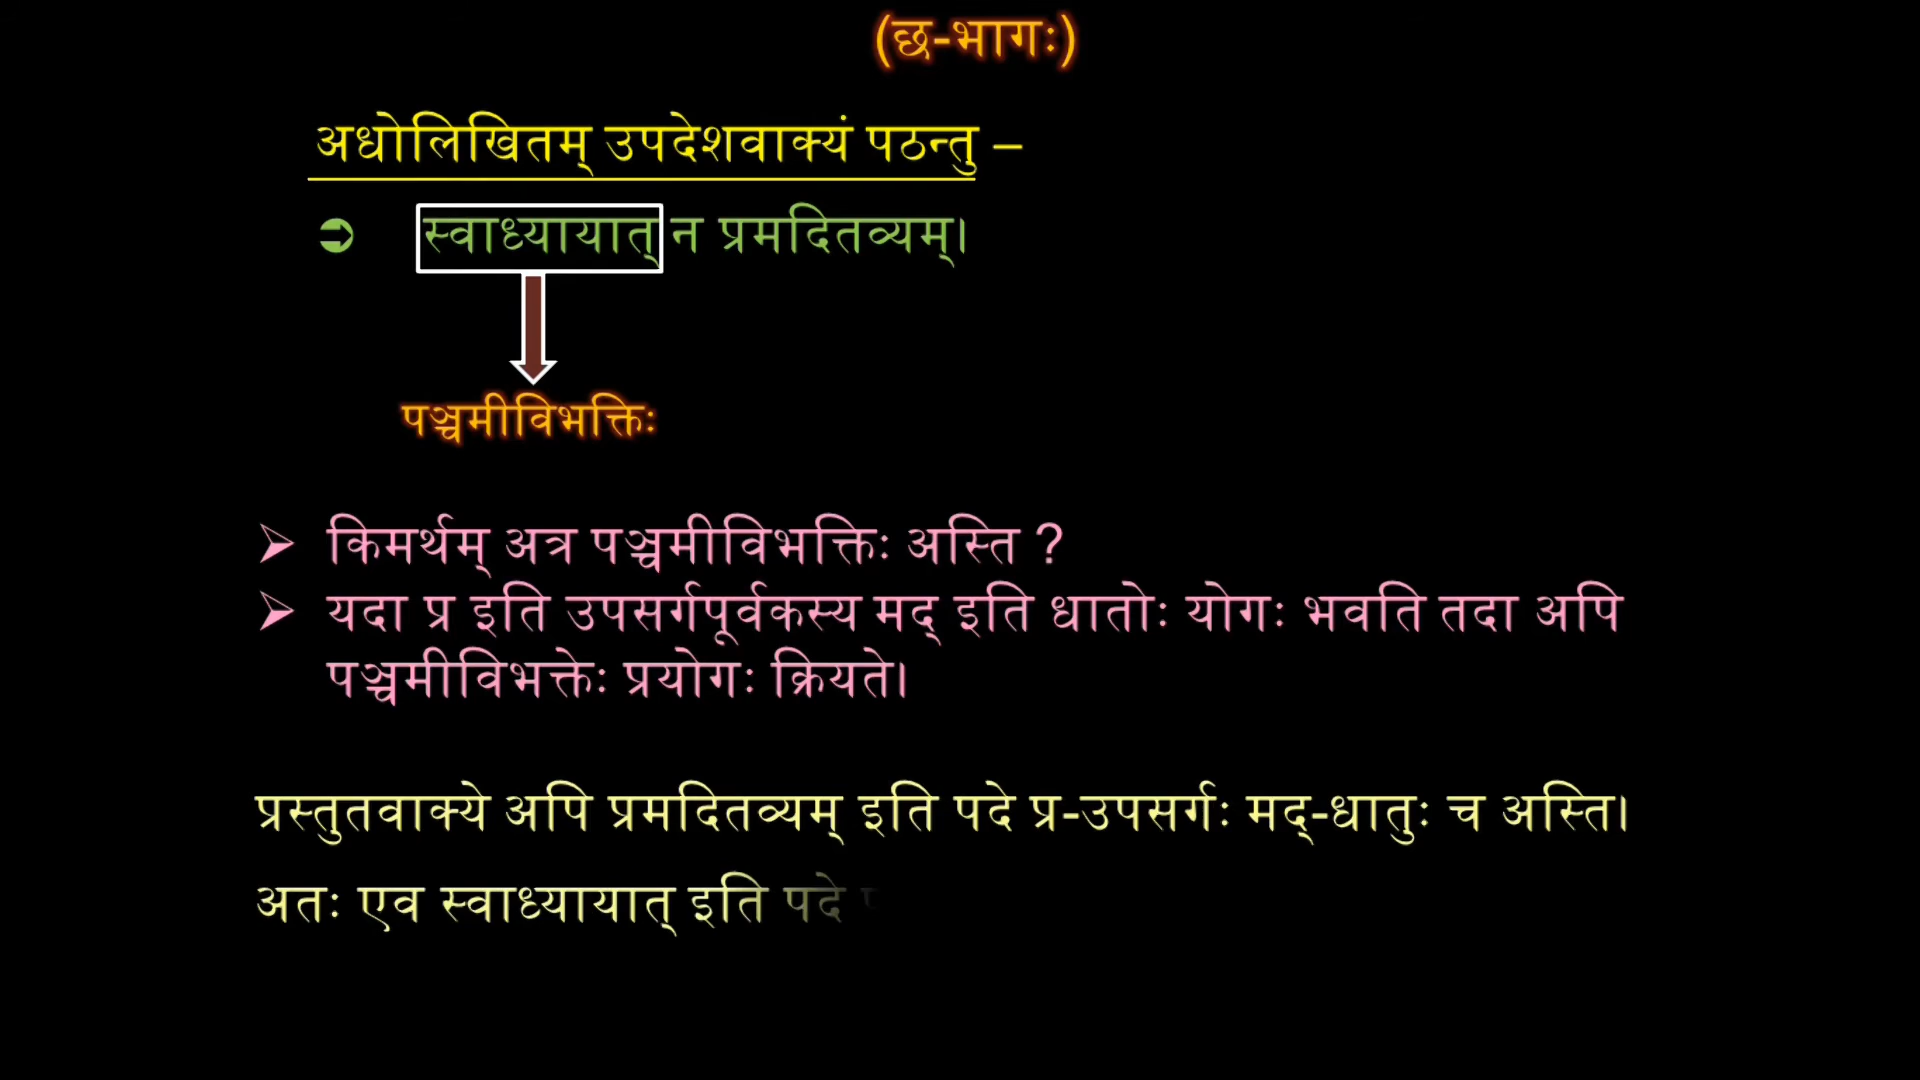 (छ-भागः)
अधोलिखितम् उपदेशवाक्यं पठन्तु –
स्वाध्यायात् न प्रमदितव्यम्।
पञ्चमीविभक्तिः
किमर्थम् अत्र पञ्चमीविभक्तिः अस्ति ?
यदा प्र इति उपसर्गपूर्वकस्य मद् इति धातोः योगः भवति तदा अपि
पञ्चमीविभक्तेः प्रयोगः क्रियते।
प्रस्तुतवाक्ये अपि प्रमदितव्यम् इति पदे प्र-उपसर्गः मद्-धातुः च अस्ति।
अतः एव स्वाध्यायात् इति पदे